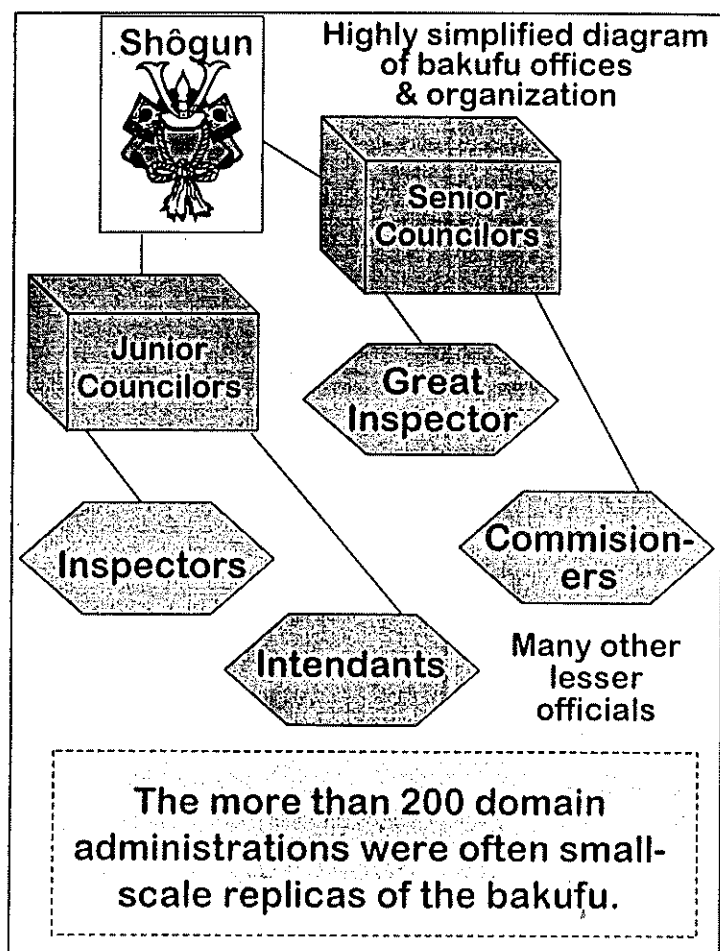 Shôgun
Highly simplified diagram
of bakufu offices
& organization
Senior
Councilors
Junior
Councilors
Great
Inspector
Inspectors
Commision-
ers
Intendants
Many other
lesser
officials
The more than 200 domain
administrations were often small-
scale replicas of the bakufu.